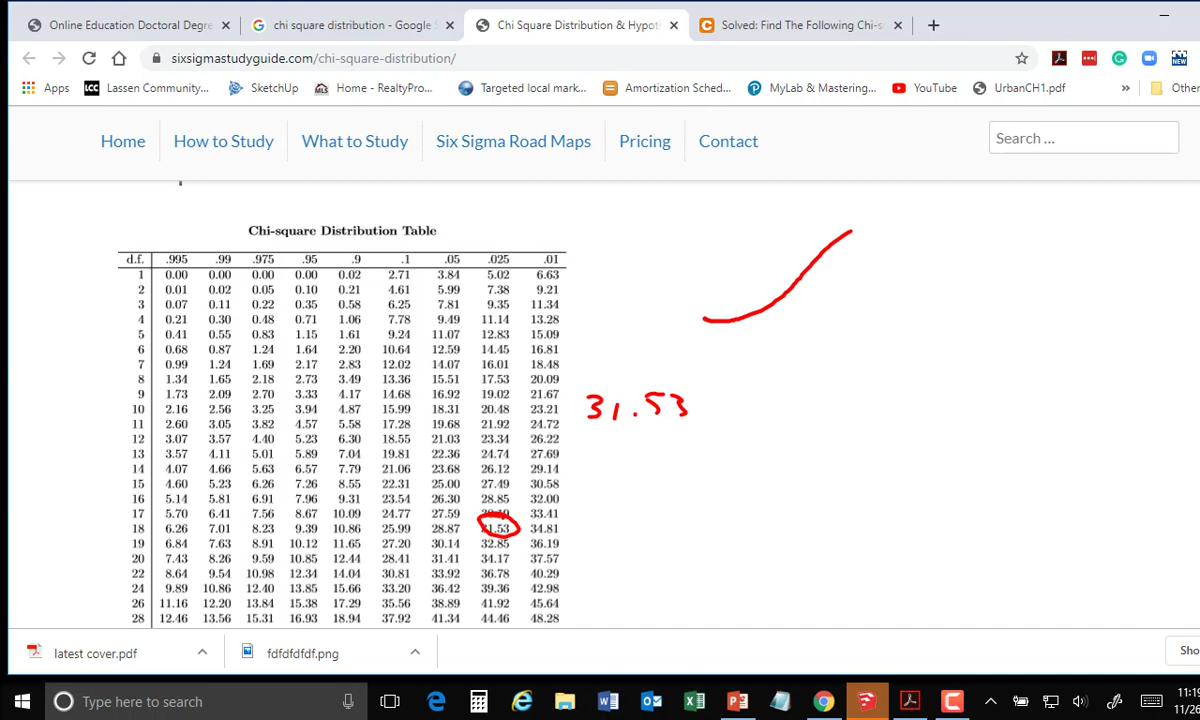 Online Education Doctoral Degre × chi square distribution - Google × Chi Square Distribution & Hypot × Solved: Find The Following Chi-s × +
sixsigmastudyguide.com/chi-square-distribution/
Apps LCC Lassen Community... SketchUp Home - RealtyPro... Targeted local mark... Amortization Sched... MyLab & Mastering... YouTube UrbanCH1.pdf » Other
Home How to Study What to Study Six Sigma Road Maps Pricing Contact Search ...
Chi-square Distribution Table
d.f. .995 .99 .975 .95 .9 .1 .05 .025 .01
1 0.00 0.00 0.00 0.00 0.02 2.71 3.84 5.02 6.63
2 0.01 0.02 0.05 0.10 0.21 4.61 5.99 7.38 9.21
3 0.07 0.11 0.22 0.35 0.58 6.25 7.81 9.35 11.34
4 0.21 0.30 0.48 0.71 1.06 7.78 9.49 11.14 13.28
5 0.41 0.55 0.83 1.15 1.61 9.24 11.07 12.83 15.09
6 0.68 0.87 1.24 1.64 2.20 10.64 12.59 14.45 16.81
7 0.99 1.24 1.69 2.17 2.83 12.02 14.07 16.01 18.48
8 1.34 1.65 2.18 2.73 3.49 13.36 15.51 17.53 20.09
9 1.73 2.09 2.70 3.33 4.17 14.68 16.92 19.02 21.67
10 2.16 2.56 3.25 3.94 4.87 15.99 18.31 20.48 23.21
31.53
11 2.60 3.05 3.82 4.57 5.58 17.28 19.68 21.92 24.72
12 3.07 3.57 4.40 5.23 6.30 18.55 21.03 23.34 26.22
13 3.57 4.11 5.01 5.89 7.04 19.81 22.36 24.74 27.69
14 4.07 4.66 5.63 6.57 7.79 21.06 23.68 26.12 29.14
15 4.60 5.23 6.26 7.26 8.55 22.31 25.00 27.49 30.58
16 5.14 5.81 6.91 7.96 9.31 23.54 26.30 28.85 32.00
17 5.70 6.41 7.56 8.67 10.09 24.77 27.59 33.41
18 6.26 7.01 8.23 9.39 10.86 25.99 28.87 31.53 34.81
19 6.84 7.63 8.91 10.12 11.65 27.20 30.14 32.85 36.19
20 7.43 8.26 9.59 10.85 12.44 28.41 31.41 34.17 37.57
22 8.64 9.54 10.98 12.34 14.04 30.81 33.92 36.78 40.29
24 9.89 10.86 12.40 13.85 15.66 33.20 36.42 39.36 42.98
26 11.16 12.20 13.84 15.38 17.29 35.56 38.89 41.92 45.64
28 12.46 13.56 15.31 16.93 18.94 37.92 41.34 44.46 48.28
latest cover.pdf fdfdfdfdf.png Sho
Type here to search
11:19
11/26